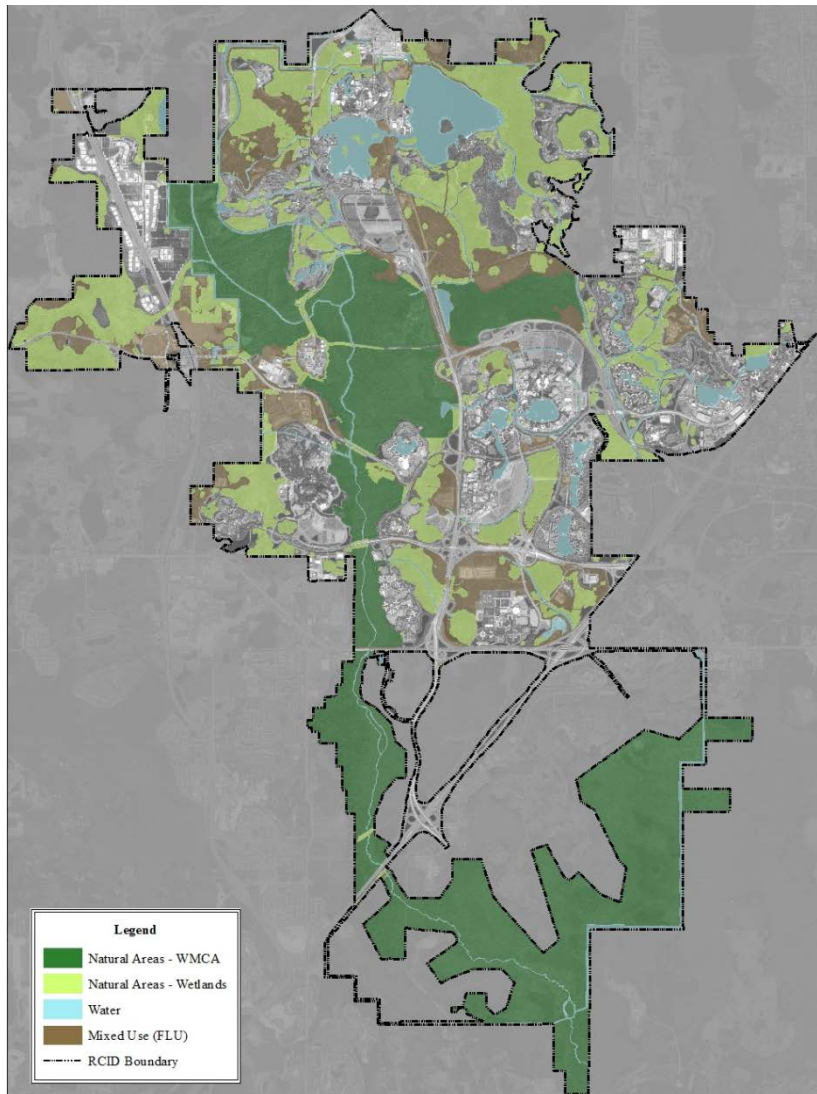 Legend
Natural Areas - WMCA
Natural Areas - Wetlands
Water
Mixed Use (FLU)
RCID Boundary